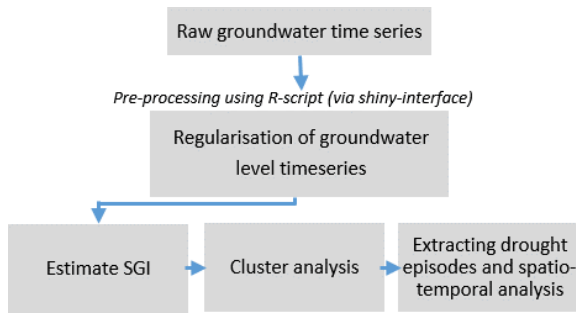 Raw groundwater time series
Pre-processing using R-script (via shiny-interface)
Regularisation of groundwater
level timeseries
Estimate SGI
Cluster analysis
Extracting drought
episodes and spatio-
temporal analysis